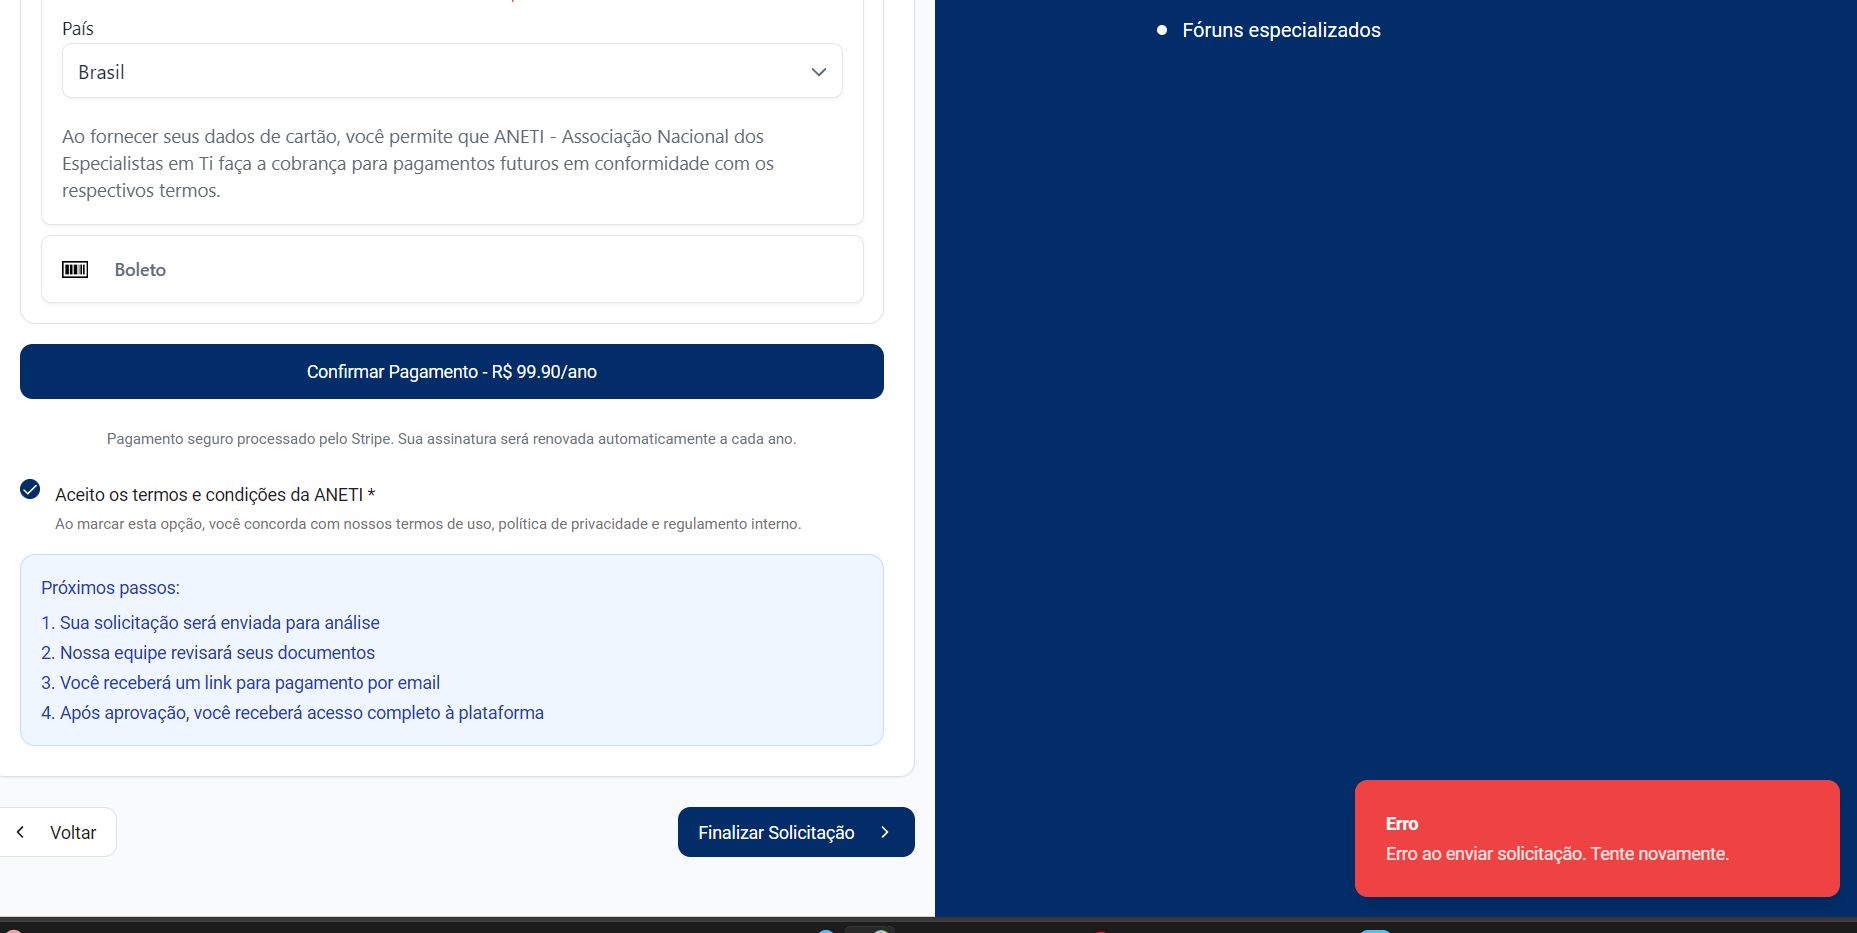 País
Brasil
Ao fornecer seus dados de cartão, você permite que ANETI - Associação Nacional dos
Especialistas em Ti faça a cobrança para pagamentos futuros em conformidade com os
respectivos termos.
Boleto
Confirmar Pagamento - R$ 99.90/ano
Pagamento seguro processado pelo Stripe. Sua assinatura será renovada automaticamente a cada ano.
Aceito os termos e condições da ANETI *
Ao marcar esta opção, você concorda com nossos termos de uso, política de privacidade e regulamento interno.
Próximos passos:
1. Sua solicitação será enviada para análise
2. Nossa equipe revisará seus documentos
3. Você receberá um link para pagamento por email
4. Após aprovação, você receberá acesso completo à plataforma
Voltar
Finalizar Solicitação
Fóruns especializados
Erro
Erro ao enviar solicitação. Tente novamente.